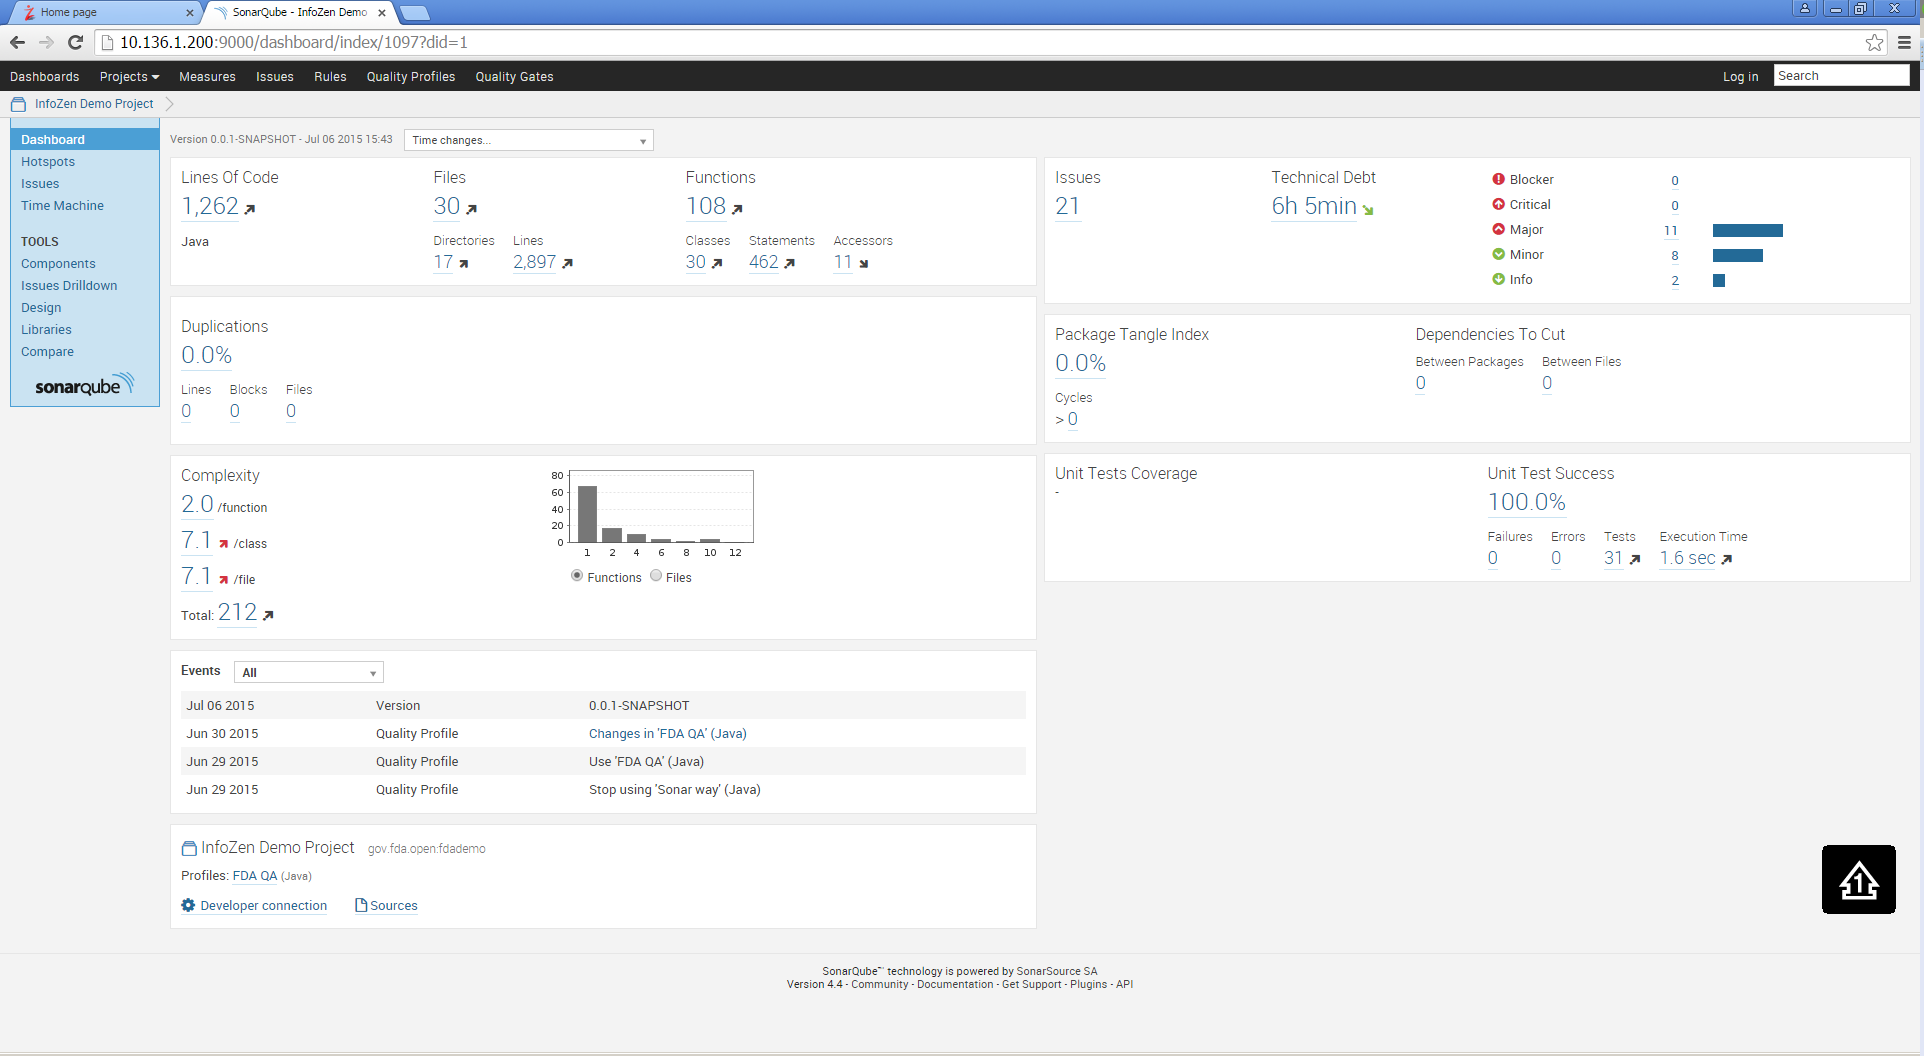 Home page
SonarQube - InfoZen Demo
10.136.1.200:9000/dashboard/index/1097?did=1
Dashboards Projects Measures Issues Rules Quality Profiles Quality Gates Log in Search
InfoZen Demo Project
Dashboard
Hotspots
Issues
Time Machine
TOOLS
Components
Issues Drilldown
Design
Libraries
Compare
sonarqube
Version 0.0.1-SNAPSHOT - Jul 06 2015 15:43 Time changes...
Lines Of Code Files Functions
1,262 30 108
Java
Directories Lines Classes Statements Accessors
17 2,897 30 462 11
Duplications
0.0%
Lines Blocks Files
0 0 0
Complexity
2.0 /function
7.1 /class
7.1 /file
Total: 212
80
60
40
20
0
1 2 4 6 8 10 12
Functions Files
Events All
Jul 06 2015 Version 0.0.1-SNAPSHOT
Jun 30 2015 Quality Profile Changes in 'FDA QA' (Java)
Jun 29 2015 Quality Profile Use 'FDA QA' (Java)
Jun 29 2015 Quality Profile Stop using 'Sonar way' (Java)
InfoZen Demo Project gov.fda.open:fdademo
Profiles: FDA QA (Java)
Developer connection Sources
Issues Technical Debt
21 6h 5min
Blocker 0
Critical 0
Major 11
Minor 8
Info 2
Package Tangle Index Dependencies To Cut
0.0%
Between Packages Between Files
0 0
Cycles
> 0
Unit Tests Coverage Unit Test Success
- 100.0%
Failures Errors Tests Execution Time
0 0 31 1.6 sec
1
SonarQube™ technology is powered by SonarSource SA
Version 4.4 - Community - Documentation - Get Support - Plugins - API